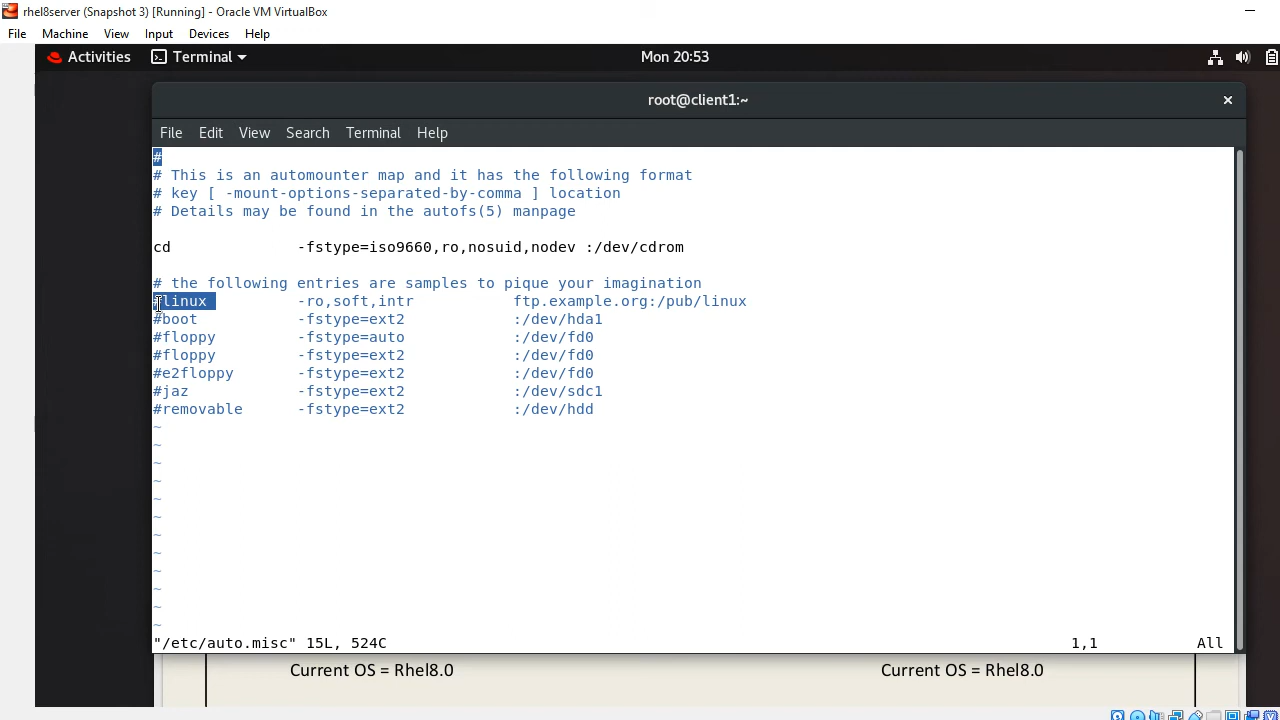 rhel8server (Snapshot 3) [Running] - Oracle VM VirtualBox
File Machine View Input Devices Help
Activities Terminal Mon 20:53
root@client1:~ ×
File Edit View Search Terminal Help
#
# This is an automounter map and it has the following format
# key [ -mount-options-separated-by-comma ] location
# Details may be found in the autofs(5) manpage
cd -fstype=iso9660,ro,nosuid,nodev :/dev/cdrom
# the following entries are samples to pique your imagination
#linux -ro,soft,intr ftp.example.org:/pub/linux
#boot -fstype=ext2 :/dev/hda1
#floppy -fstype=auto :/dev/fd0
#floppy -fstype=ext2 :/dev/fd0
#e2floppy -fstype=ext2 :/dev/fd0
#jaz -fstype=ext2 :/dev/sdc1
#removable -fstype=ext2 :/dev/hdd
~
~
~
~
~
~
~
~
~
~
~
~
"/etc/auto.misc" 15L, 524C 1,1 All
Current OS = Rhel8.0 Current OS = Rhel8.0